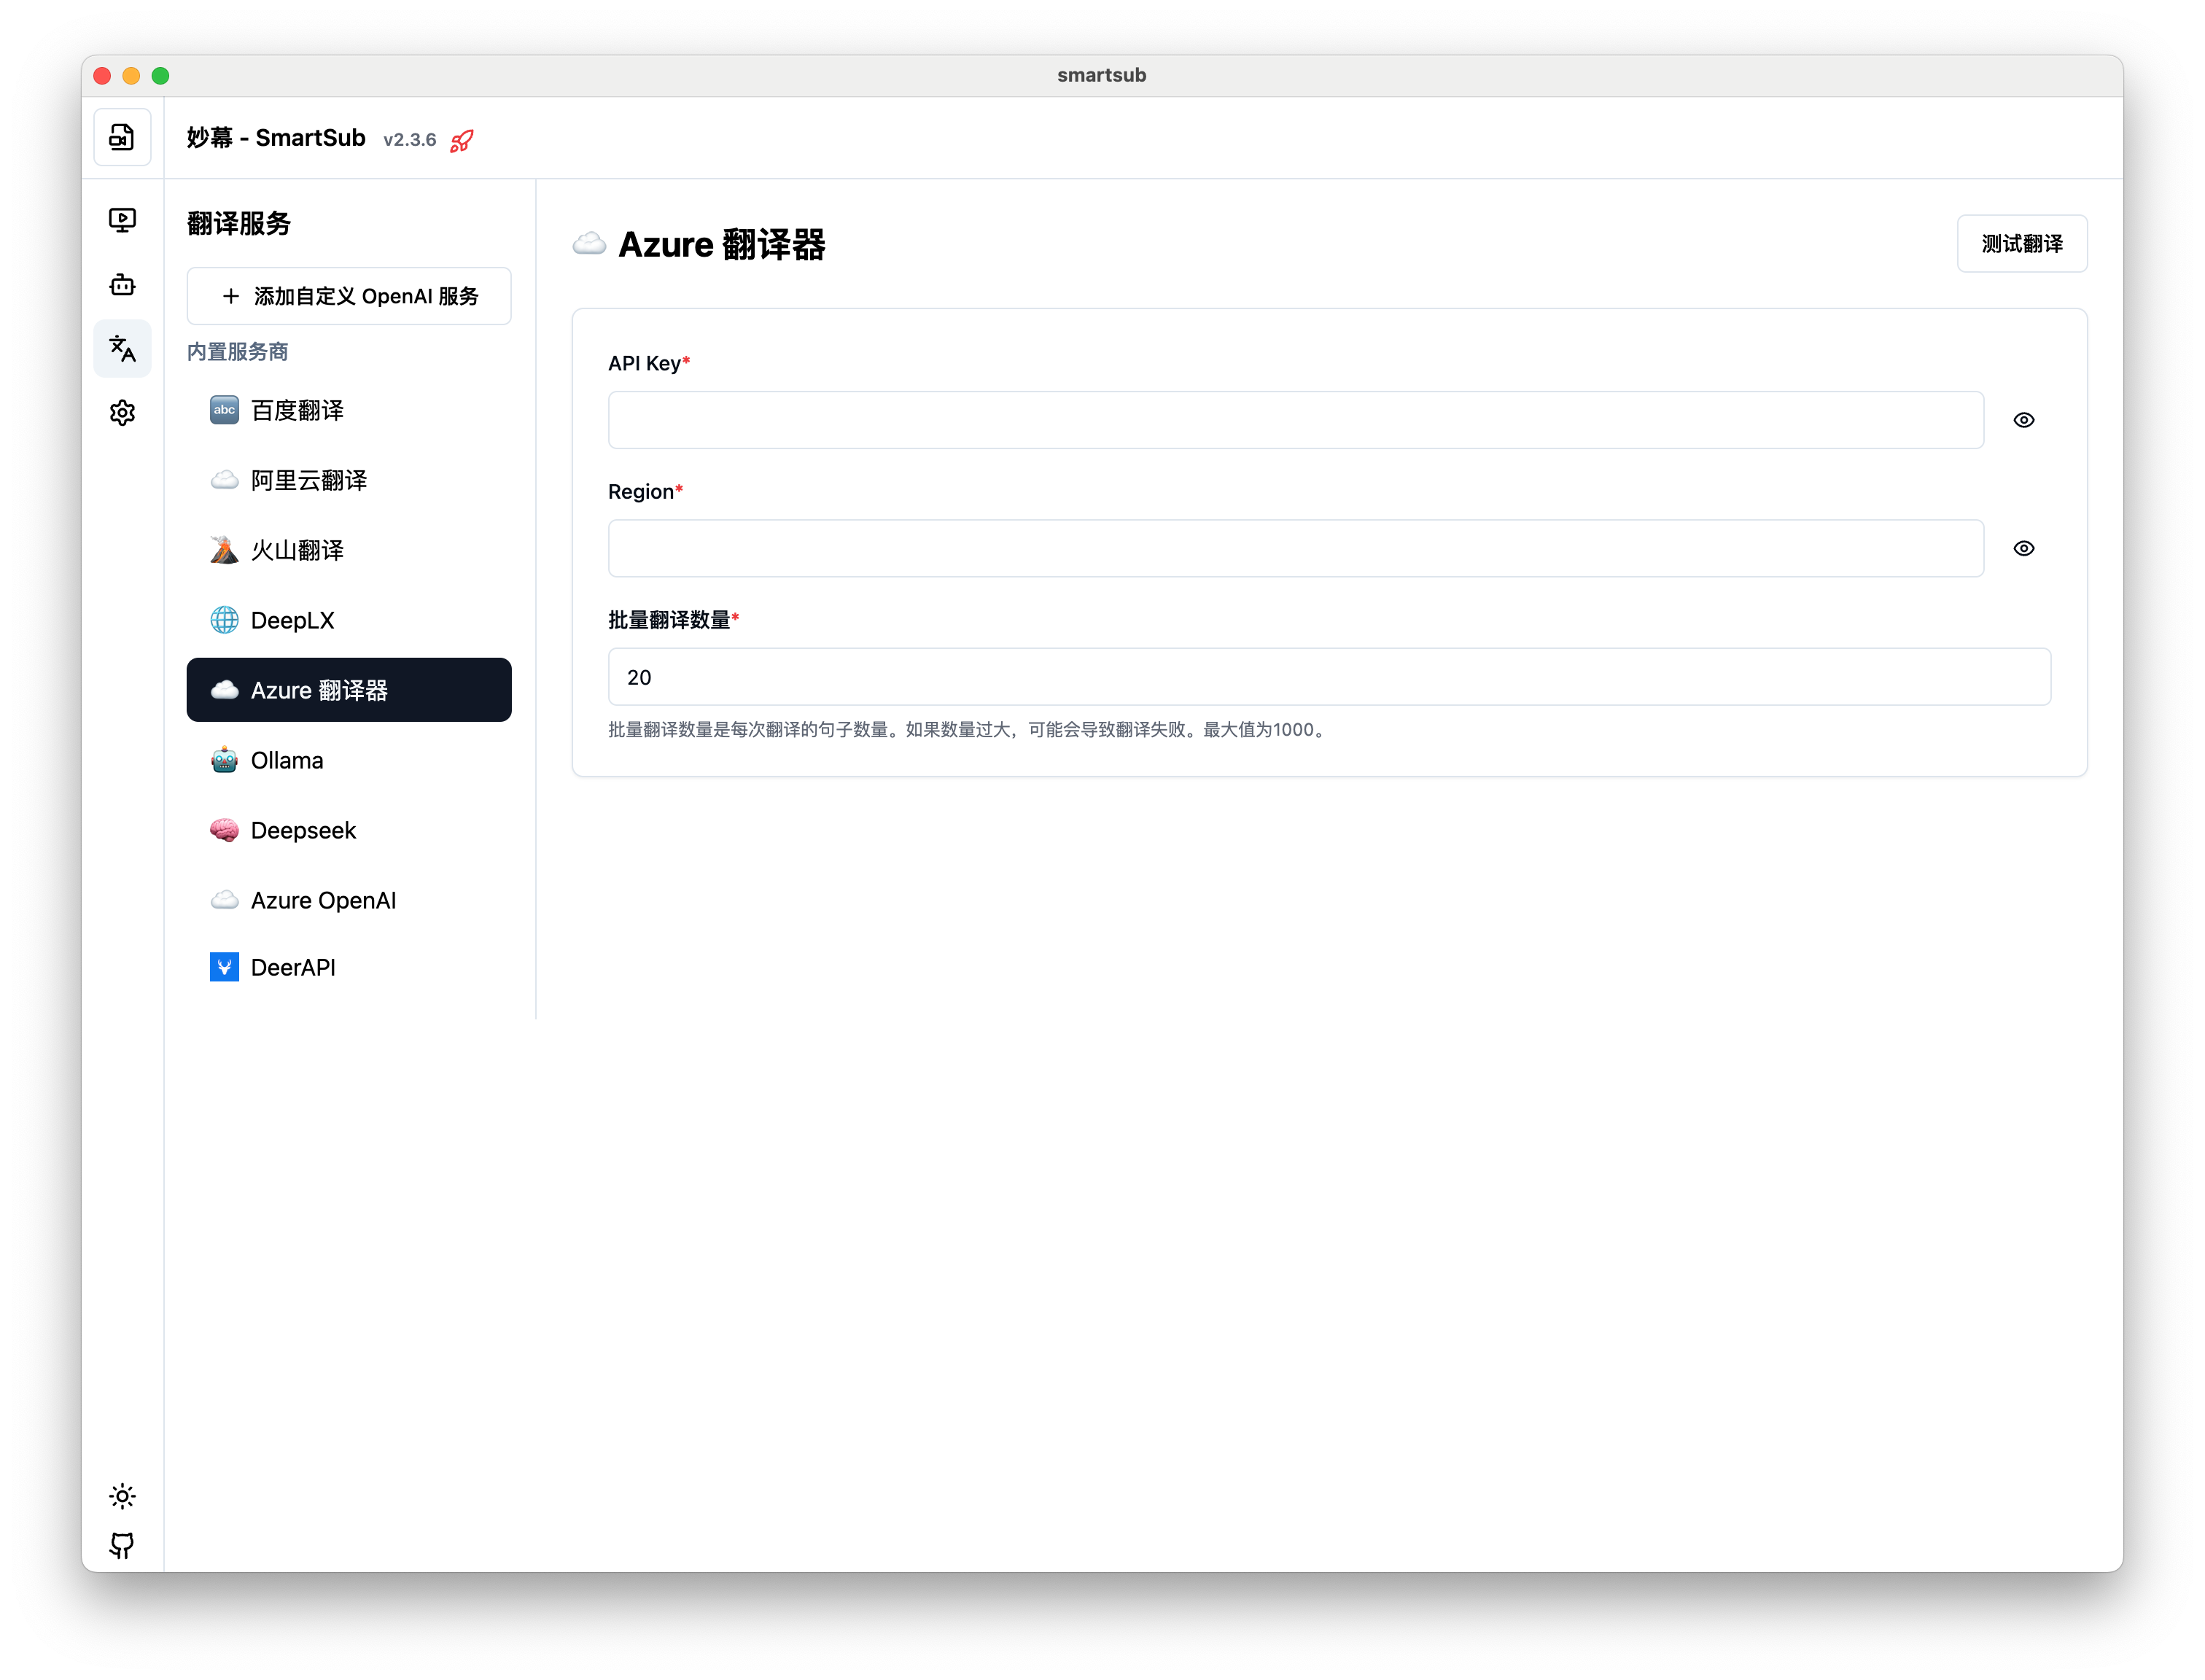 smartsub
妙幕 - SmartSub v2.3.6
翻译服务
+ 添加自定义 OpenAI 服务
内置服务商
abc 百度翻译
阿里云翻译
火山翻译
DeepLX
Azure 翻译器
Ollama
Deepseek
Azure OpenAI
DeerAPI
Azure 翻译器
测试翻译
API Key*
Region*
批量翻译数量*
20
批量翻译数量是每次翻译的句子数量。如果数量过大，可能会导致翻译失败。最大值为1000。